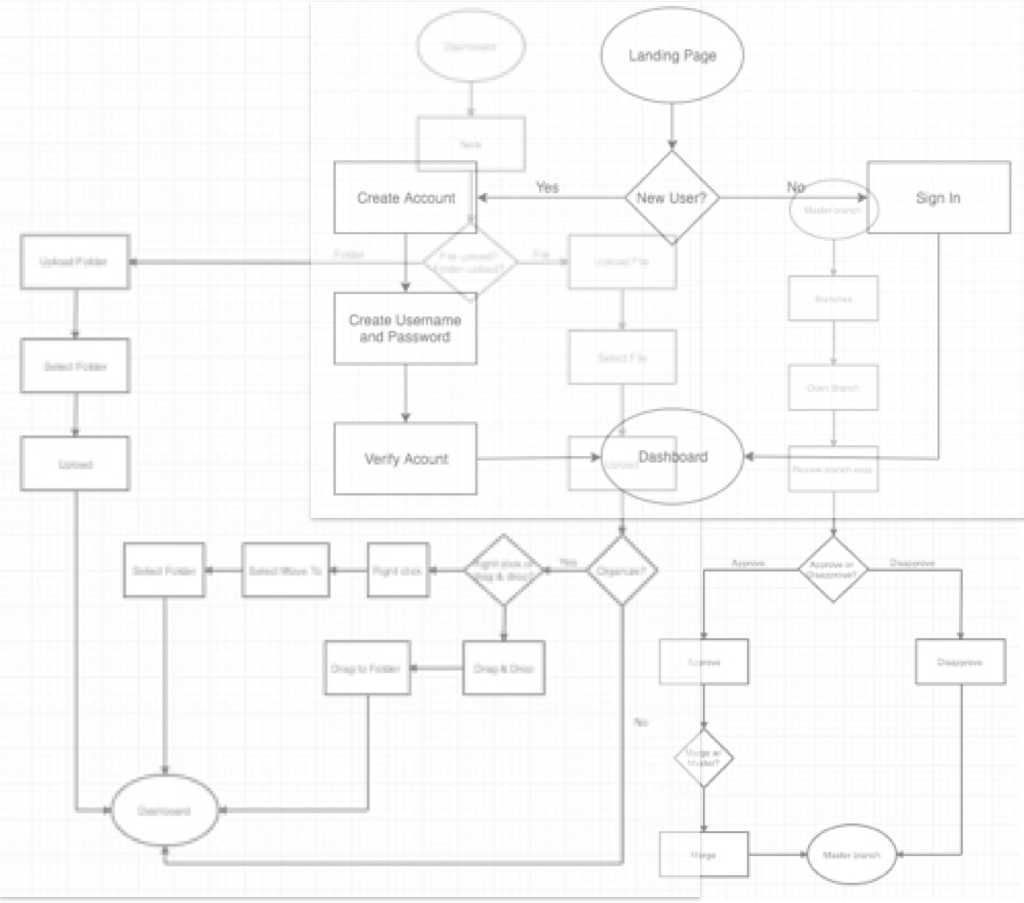 Dashboard
Landing Page
New
Create Account
Yes
New User?
No
Master branch
Sign In
Upload Folder
Folder
File upload?
Folder upload?
File
Upload File
Branches
Create Username
and Password
Select Folder
Select File
Open Branch
Upload
Verify Acount
Upload
Dashboard
Review branch copy
Select Folder
Select 'Move To'
Right click
Right click or
drag & drop?
Yes
Organize?
Approve
Approve or
Disapprove?
Disapprove
Drag to Folder
Drag & Drop
Approve
Disapprove
No
Merge w/
Master?
Dashboard
Merge
Master branch